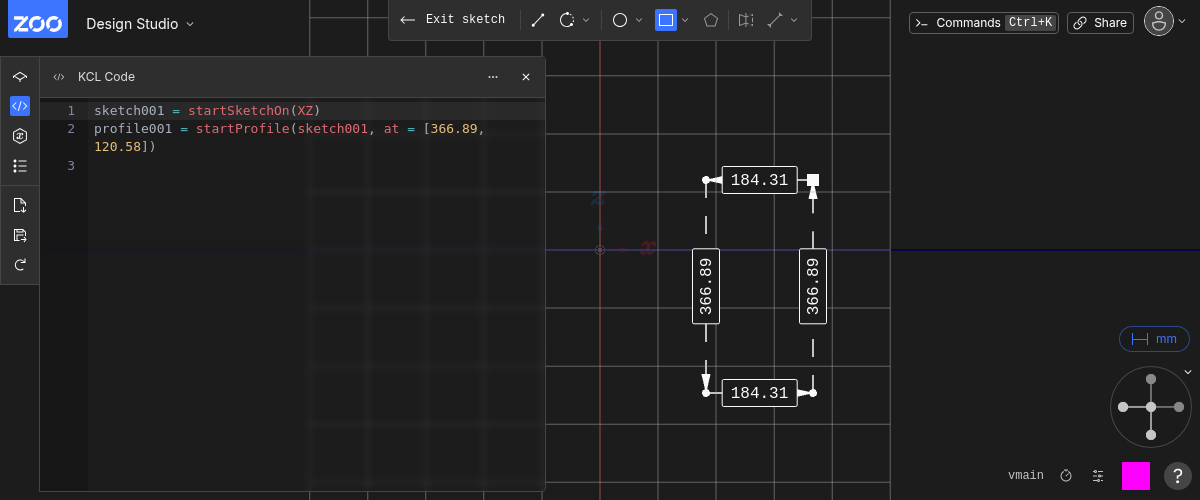 ZOO
Design Studio
Exit sketch
Commands Ctrl+K
Share
KCL Code
1 sketch001 = startSketchOn(XZ)
2 profile001 = startProfile(sketch001, at = [366.89,
120.58])
3
184.31
z
x
366.89
366.89
184.31
mm
vmain
?